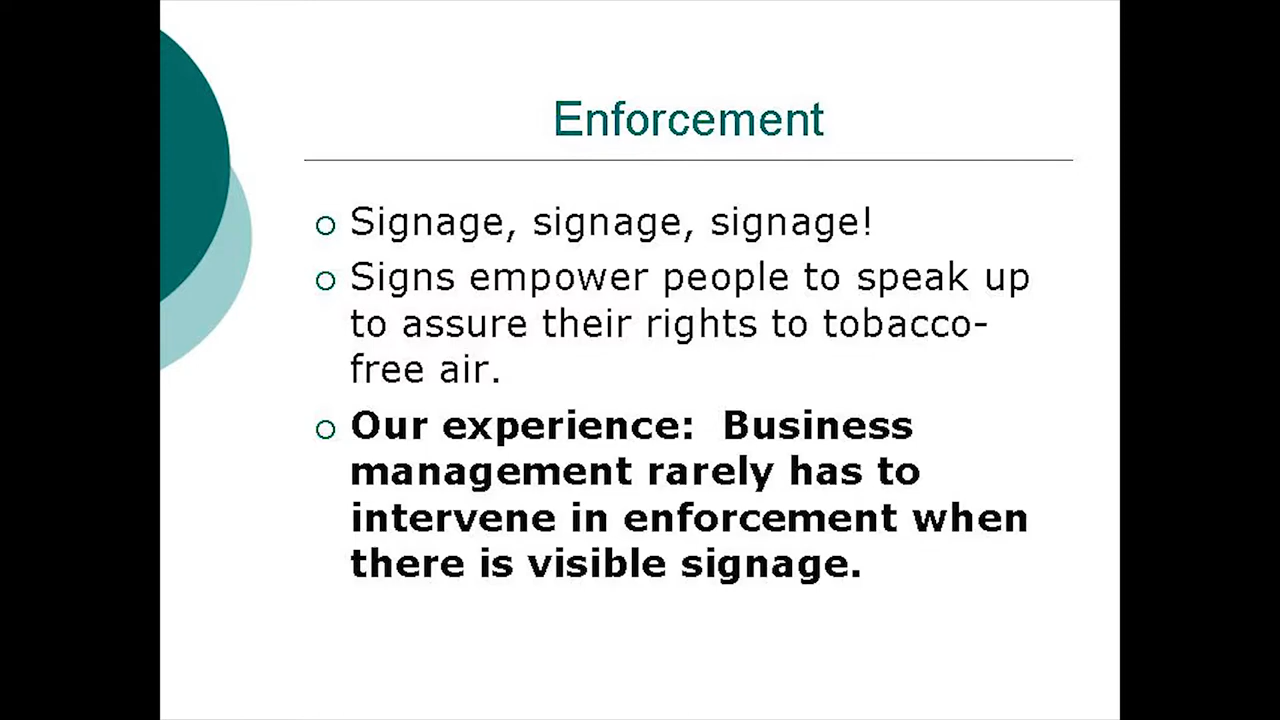 Enforcement
Signage, signage, signage!
Signs empower people to speak up
to assure their rights to tobacco-
free air.
Our experience:  Business
management rarely has to
intervene in enforcement when
there is visible signage.